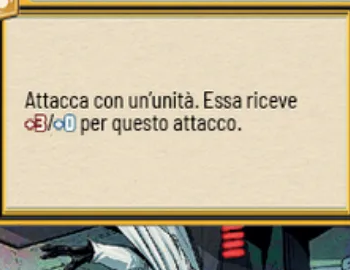 Attacca con un'unità. Essa riceve
+3/+0 per questo attacco.